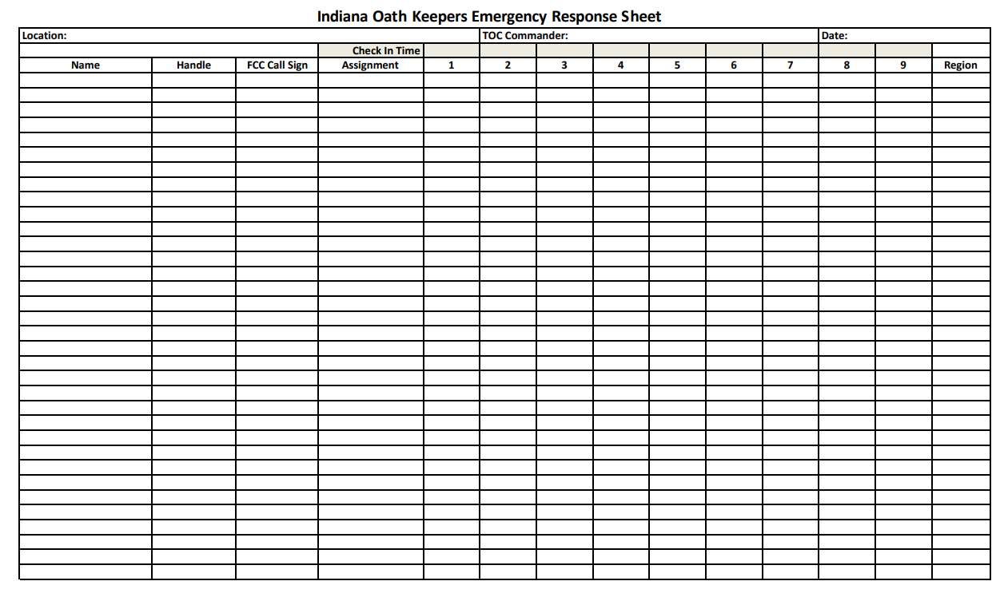 Indiana Oath Keepers Emergency Response Sheet
Location: TOC Commander: Date:
Check In Time
Name Handle FCC Call Sign Assignment 1 2 3 4 5 6 7 8 9 Region